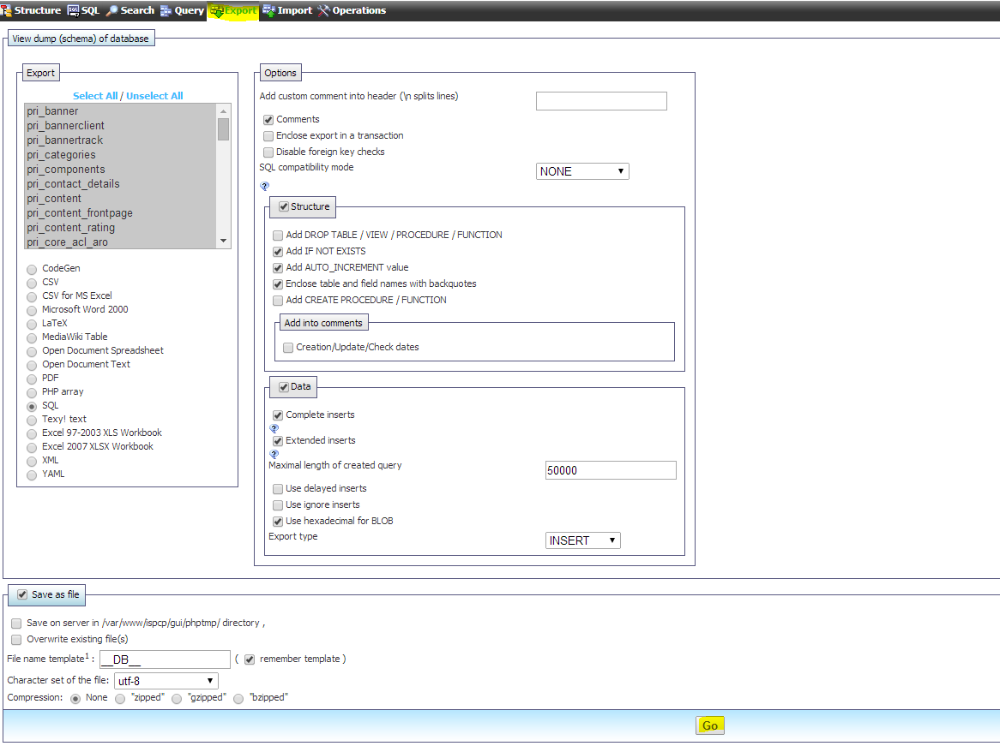 Structure SQL Search Query Export Import Operations
View dump (schema) of database
Export
Select All / Unselect All
pri_banner
pri_bannerclient
pri_bannertrack
pri_categories
pri_components
pri_contact_details
pri_content
pri_content_frontpage
pri_content_rating
pri_core_acl_aro
CodeGen
CSV
CSV for MS Excel
Microsoft Word 2000
LaTeX
MediaWiki Table
Open Document Spreadsheet
Open Document Text
PDF
PHP array
SQL
Texy! text
Excel 97-2003 XLS Workbook
Excel 2007 XLSX Workbook
XML
YAML
Options
Add custom comment into header (\n splits lines)
Comments
Enclose export in a transaction
Disable foreign key checks
SQL compatibility mode NONE
Structure
Add DROP TABLE / VIEW / PROCEDURE / FUNCTION
Add IF NOT EXISTS
Add AUTO_INCREMENT value
Enclose table and field names with backquotes
Add CREATE PROCEDURE / FUNCTION
Add into comments
Creation/Update/Check dates
Data
Complete inserts
Extended inserts
Maximal length of created query 50000
Use delayed inserts
Use ignore inserts
Use hexadecimal for BLOB
Export type INSERT
Save as file
Save on server in /var/www/ispcp/gui/phptmp/ directory ,
Overwrite existing file(s)
File name template1 : __DB__ ( remember template )
Character set of the file: utf-8
Compression: None "zipped" "gzipped" "bzipped"
Go